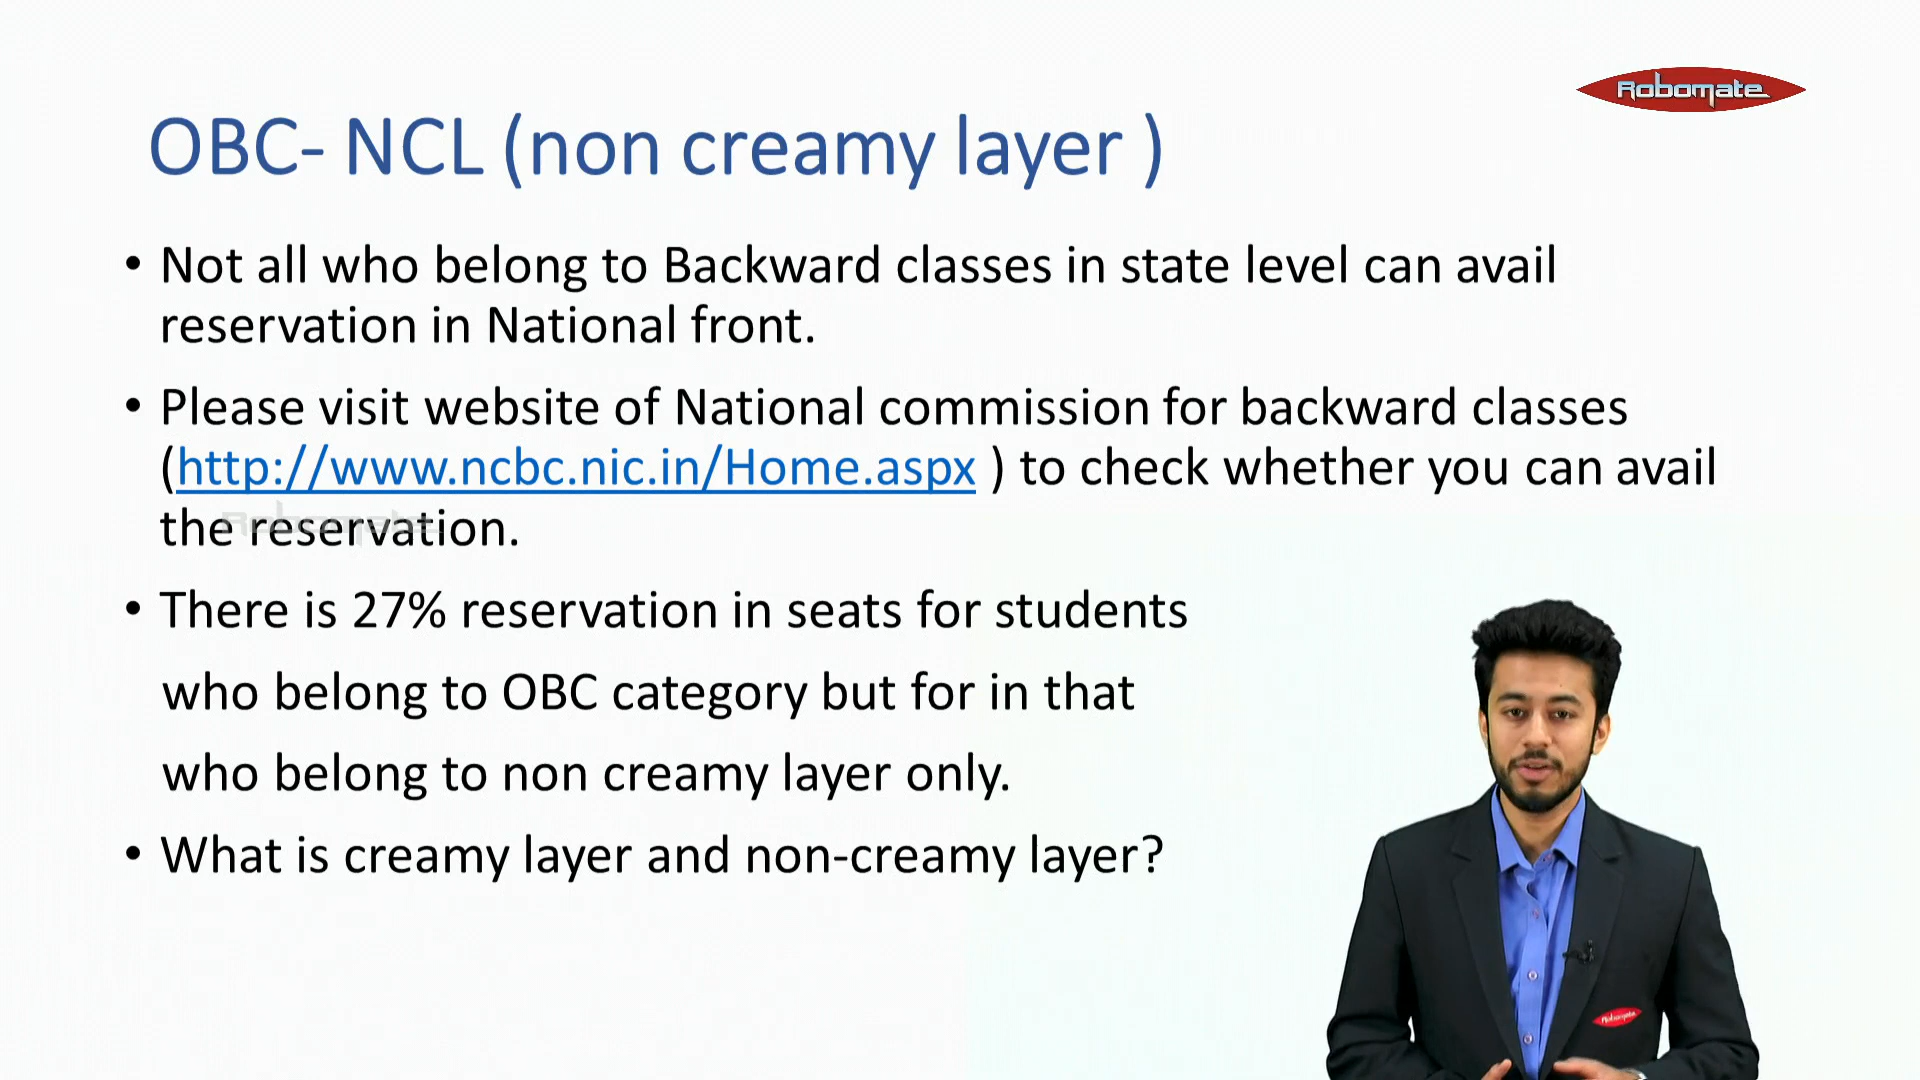 Robomate
OBC- NCL (non creamy layer )
• Not all who belong to Backward classes in state level can avail
reservation in National front.
• Please visit website of National commission for backward classes
(http://www.ncbc.nic.in/Home.aspx ) to check whether you can avail
the reservation.
Robomate
• There is 27% reservation in seats for students
who belong to OBC category but for in that
who belong to non creamy layer only.
• What is creamy layer and non-creamy layer?
Robomate